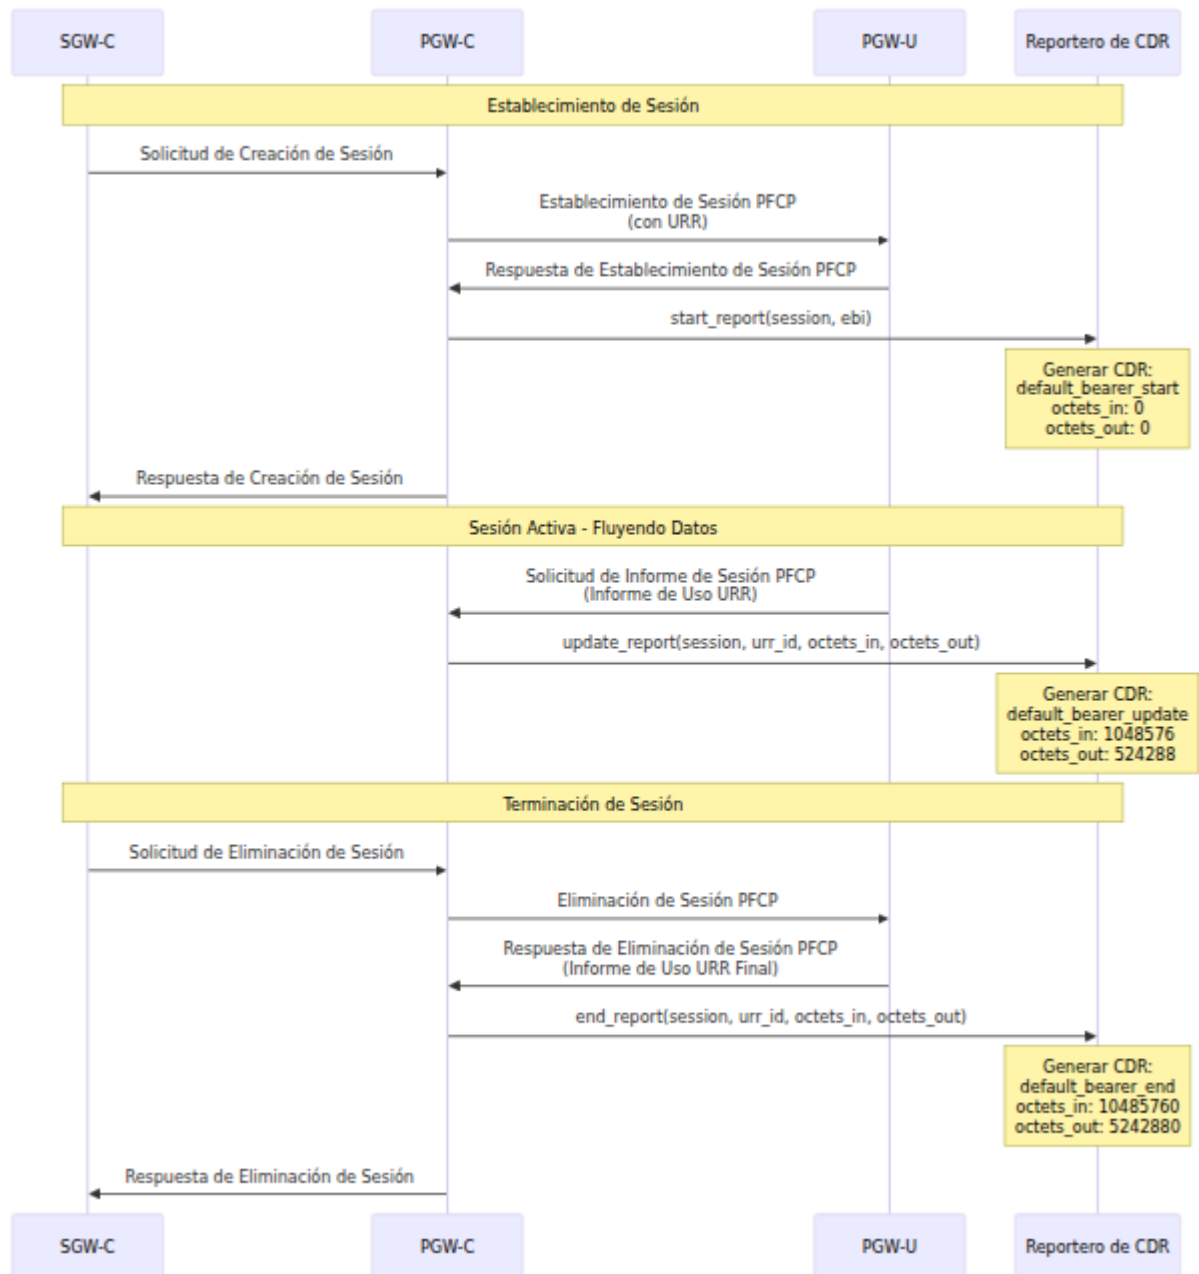 SGW-C
PGW-C
PGW-U
Reportero de CDR
Establecimiento de Sesión
Solicitud de Creación de Sesión
Establecimiento de Sesión PFCP
(con URR)
Respuesta de Establecimiento de Sesión PFCP
start_report(session, ebi)
Generar CDR:
default_bearer_start
octets_in: 0
octets_out: 0
Respuesta de Creación de Sesión
Sesión Activa - Fluyendo Datos
Solicitud de Informe de Sesión PFCP
(Informe de Uso URR)
update_report(session, urr_id, octets_in, octets_out)
Generar CDR:
default_bearer_update
octets_in: 1048576
octets_out: 524288
Terminación de Sesión
Solicitud de Eliminación de Sesión
Eliminación de Sesión PFCP
Respuesta de Eliminación de Sesión PFCP
(Informe de Uso URR Final)
end_report(session, urr_id, octets_in, octets_out)
Generar CDR:
default_bearer_end
octets_in: 10485760
octets_out: 5242880
Respuesta de Eliminación de Sesión
SGW-C
PGW-C
PGW-U
Reportero de CDR